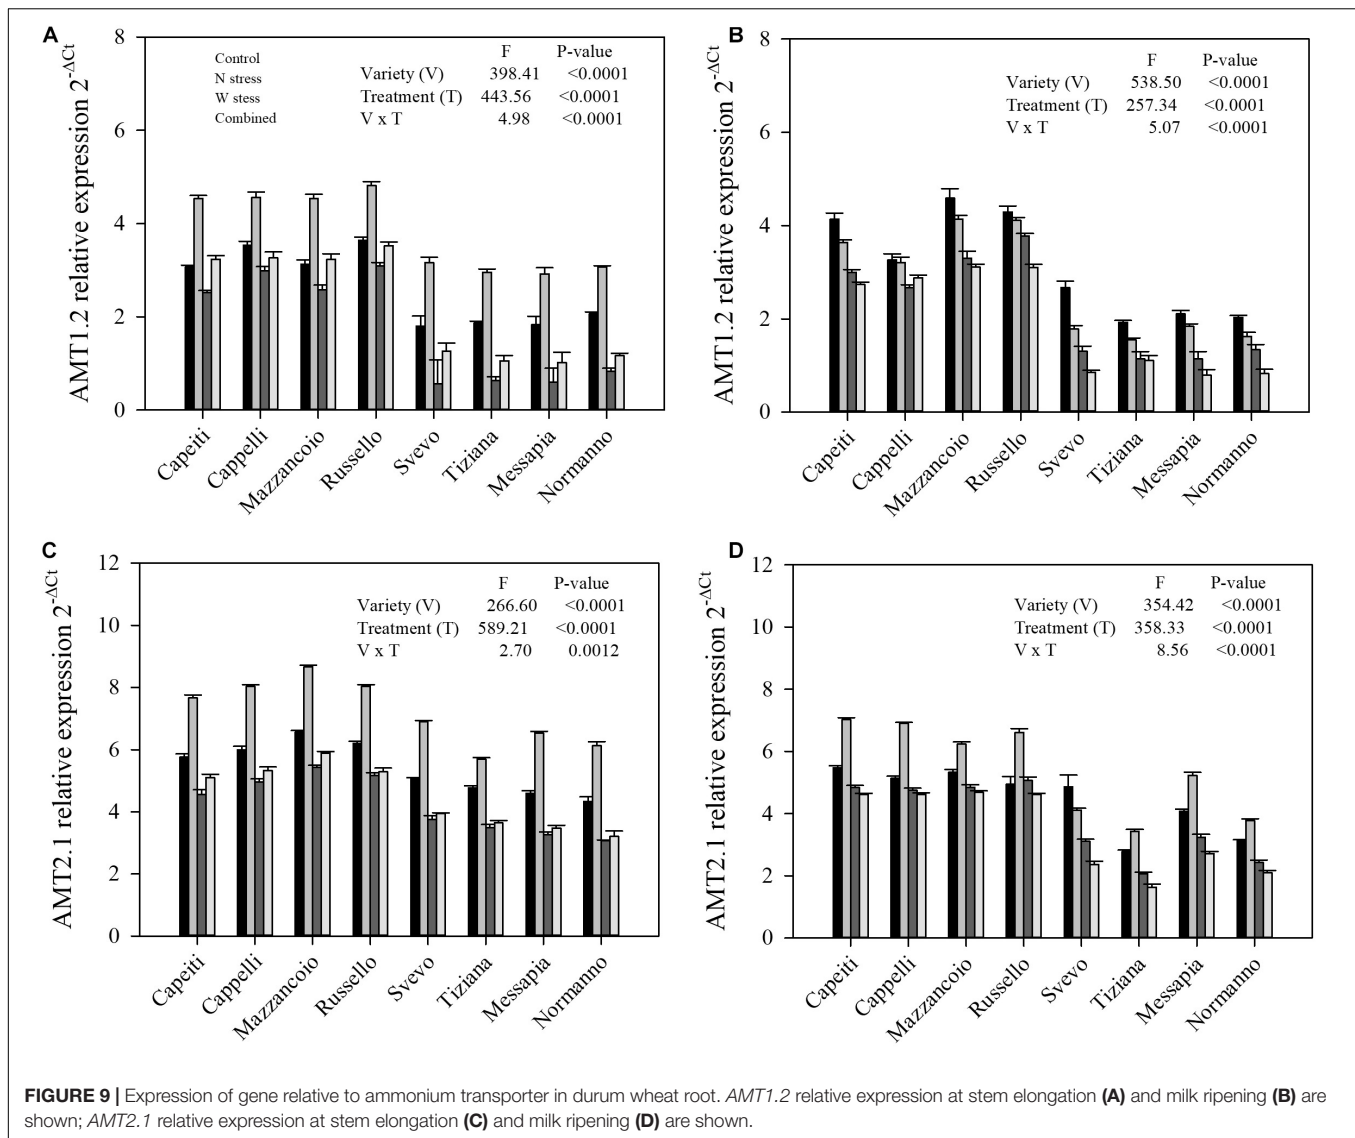 A
AMT1.2 relative expression 2^-ΔCt
8
6
4
2
0
Control
N stress
W stess
Combined
F P-value
Variety (V) 398.41 <0.0001
Treatment (T) 443.56 <0.0001
V x T 4.98 <0.0001
Capeiti
Cappelli
Mazzancoio
Russello
Svevo
Tiziana
Messapia
Normanno
B
AMT1.2 relative expression 2^-ΔCt
8
6
4
2
0
F P-value
Variety (V) 538.50 <0.0001
Treatment (T) 257.34 <0.0001
V x T 5.07 <0.0001
Capeiti
Cappelli
Mazzancoio
Russello
Svevo
Tiziana
Messapia
Normanno
C
AMT2.1 relative expression 2^-ΔCt
12
10
8
6
4
2
0
F P-value
Variety (V) 266.60 <0.0001
Treatment (T) 589.21 <0.0001
V x T 2.70 0.0012
Capeiti
Cappelli
Mazzancoio
Russello
Svevo
Tiziana
Messapia
Normanno
D
AMT2.1 relative expression 2^-ΔCt
12
10
8
6
4
2
0
F P-value
Variety (V) 354.42 <0.0001
Treatment (T) 358.33 <0.0001
V x T 8.56 <0.0001
Capeiti
Cappelli
Mazzancoio
Russello
Svevo
Tiziana
Messapia
Normanno
FIGURE 9 | Expression of gene relative to ammonium transporter in durum wheat root. AMT1.2 relative expression at stem elongation (A) and milk ripening (B) are
shown; AMT2.1 relative expression at stem elongation (C) and milk ripening (D) are shown.